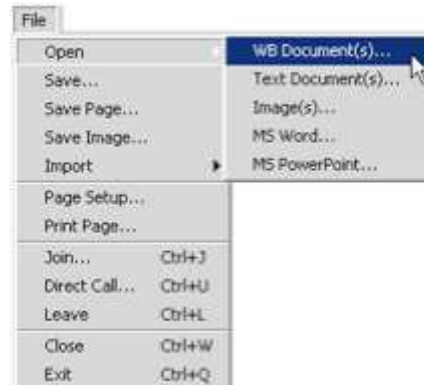 File
Open WB Document(s)...
Save... Text Document(s)...
Save Page... Image(s)...
Save Image... MS Word...
Import MS PowerPoint...
Page Setup...
Print Page...
Join... Ctrl+J
Direct Call... Ctrl+U
Leave Ctrl+L
Close Ctrl+W
Exit Ctrl+Q